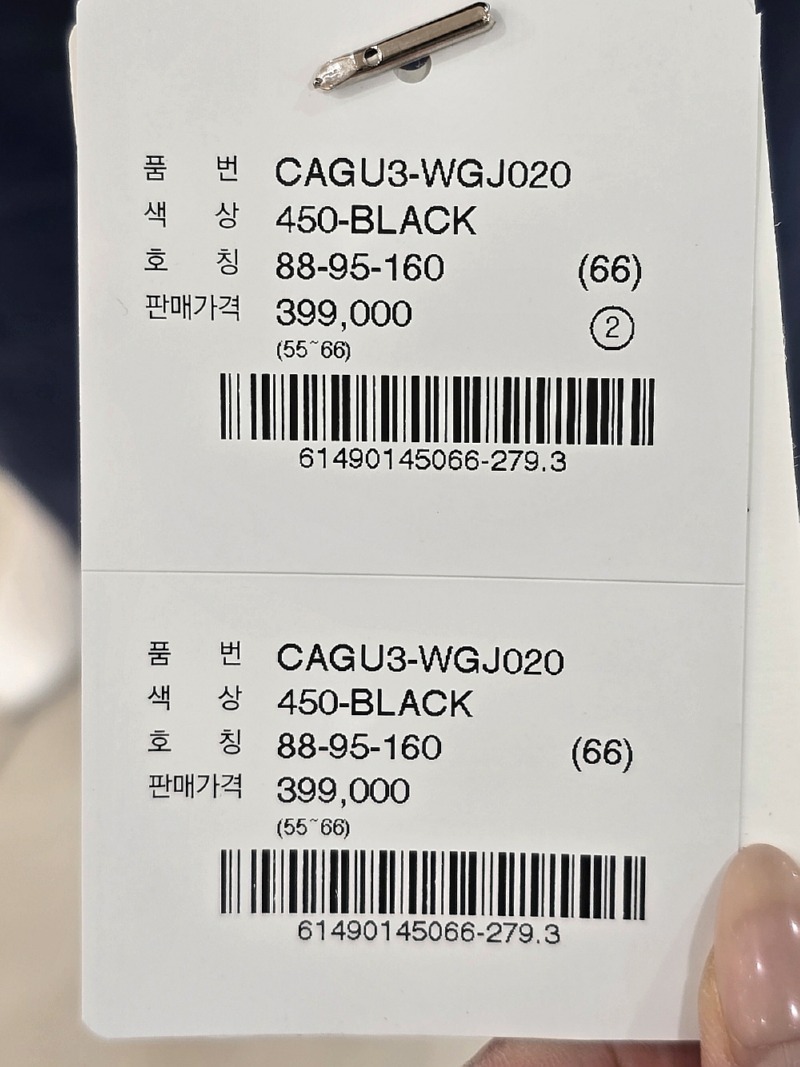 품 번 CAGU3-WGJ020
색 상 450-BLACK
호 칭 88-95-160 (66)
판매가격 399,000 ②
(55~66)
61490145066-279.3
품 번 CAGU3-WGJ020
색 상 450-BLACK
호 칭 88-95-160 (66)
판매가격 399,000
(55~66)
61490145066-279.3